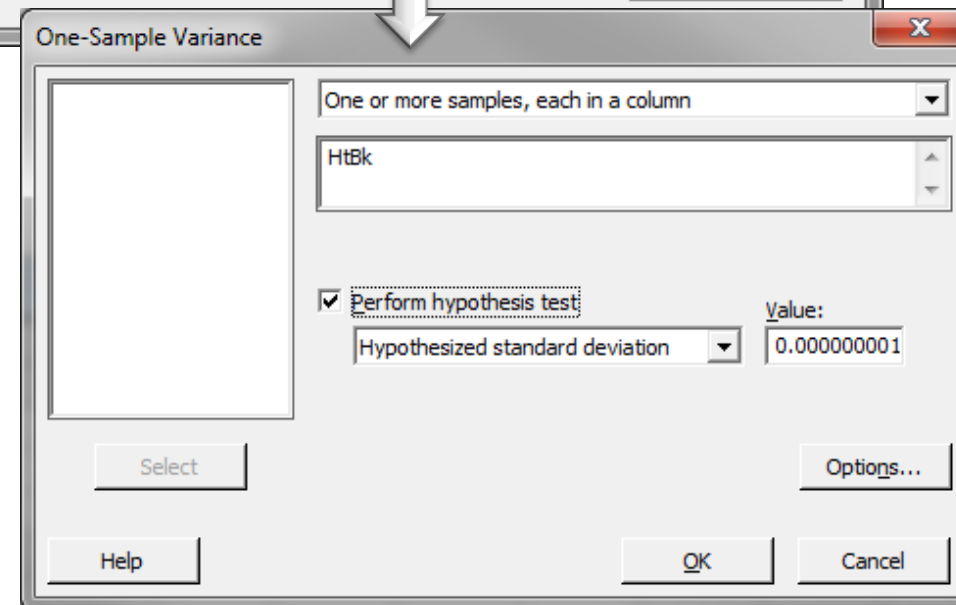 One-Sample Variance
One or more samples, each in a column
HtBk
Perform hypothesis test
Value:
Hypothesized standard deviation
0.000000001
Select
Options...
Help
OK
Cancel